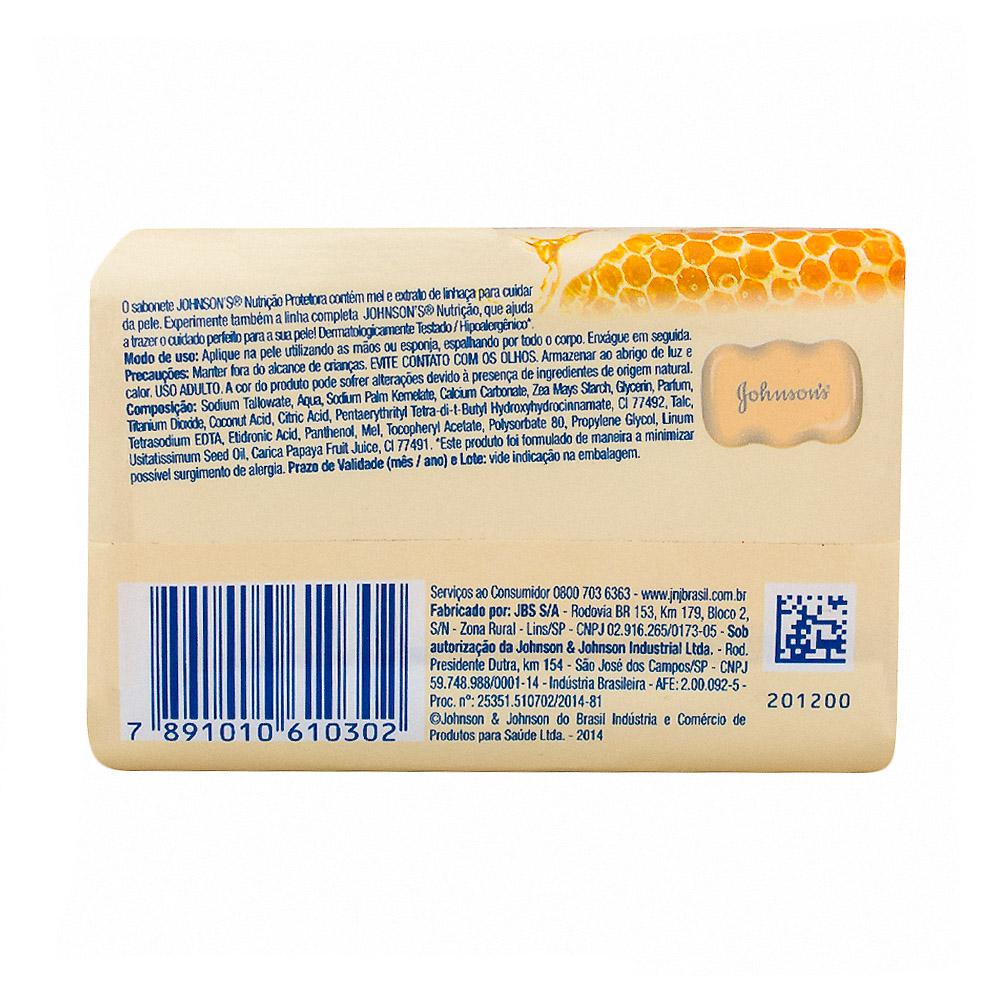 O sabonete JOHNSON'S® Nutrição Protetora contém mel e extrato de linhaça para cuidar
da pele. Experimente também a linha completa JOHNSON'S® Nutrição, que ajuda
a trazer o cuidado perfeito para a sua pele! Dermatologicamente Testado / Hipoalergênico*.
Modo de uso: Aplique na pele utilizando as mãos ou esponja, espalhando por todo o corpo. Enxágue em seguida.
Precauções: Manter fora do alcance de crianças. EVITE CONTATO COM OS OLHOS. Armazenar ao abrigo de luz e
calor. USO ADULTO. A cor do produto pode sofrer alterações devido à presença de ingredientes de origem natural.
Composição: Sodium Tallowate, Aqua, Sodium Palm Kernelate, Calcium Carbonate, Zea Mays Starch, Glycerin, Parfum,
Titanium Dioxide, Coconut Acid, Citric Acid, Pentaerythrityl Tetra-di-t-Butyl Hydroxyhydrocinnamate, CI 77492, Talc,
Tetrasodium EDTA, Etidronic Acid, Panthenol, Mel, Tocopheryl Acetate, Polysorbate 80, Propylene Glycol, Linum
Usitatissimum Seed Oil, Carica Papaya Fruit Juice, CI 77491. *Este produto foi formulado de maneira a minimizar
possível surgimento de alergia. Prazo de Validade (mês / ano) e Lote: vide indicação na embalagem.
Johnson's
7 891010 610302
Serviços ao Consumidor 0800 703 6363 - www.jnjbrasil.com.br
Fabricado por: JBS S/A - Rodovia BR 153, Km 179, Bloco 2,
S/N - Zona Rural - Lins/SP - CNPJ 02.916.265/0173-05 - Sob
autorização da Johnson & Johnson Industrial Ltda. - Rod.
Presidente Dutra, km 154 - São José dos Campos/SP - CNPJ
59.748.988/0001-14 - Indústria Brasileira - AFE: 2.00.092-5 -
Proc. nº: 25351.510702/2014-81
©Johnson & Johnson do Brasil Indústria e Comércio de
Produtos para Saúde Ltda. - 2014
201200